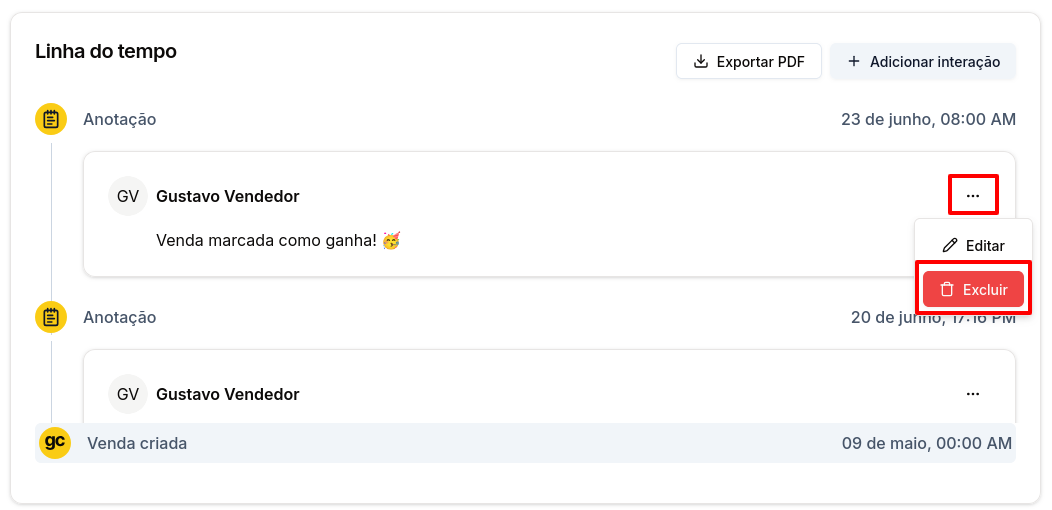 Linha do tempo
Exportar PDF
Adicionar interação
Anotação
23 de junho, 08:00 AM
GV
Gustavo Vendedor
...
Venda marcada como ganha! 🥳
Editar
Excluir
Anotação
20 de junho, 17:16 PM
GV
Gustavo Vendedor
...
gc
Venda criada
09 de maio, 00:00 AM